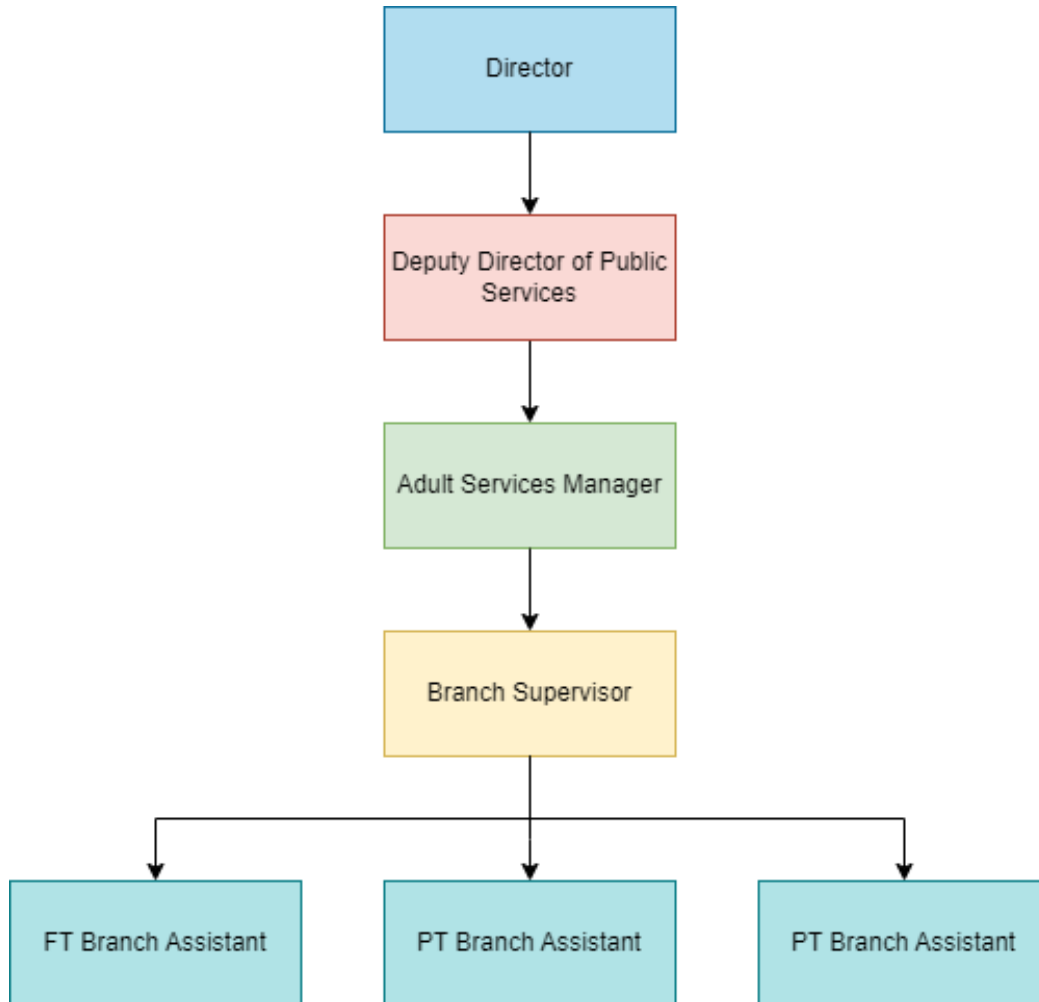 Director
Deputy Director of Public
Services
Adult Services Manager
Branch Supervisor
FT Branch Assistant
PT Branch Assistant
PT Branch Assistant